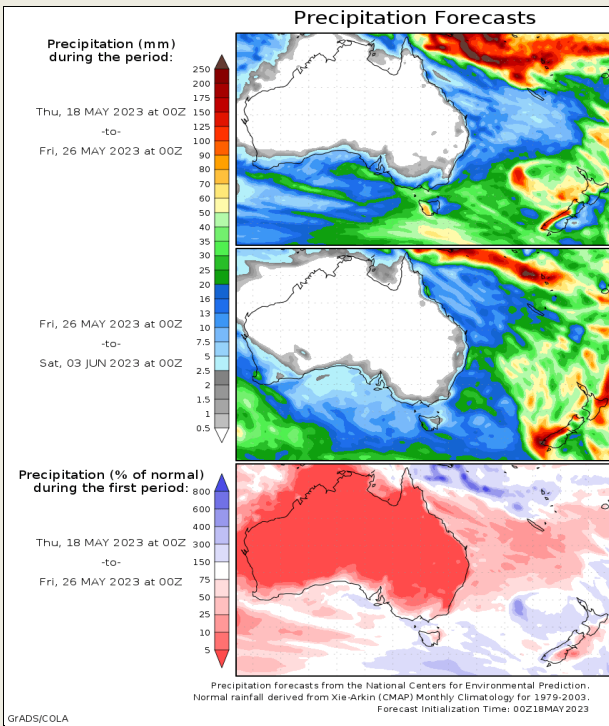 Precipitation Forecasts
Precipitation (mm)
during the period:
Thu, 18 MAY 2023 at 00Z
-to-
Fri, 26 MAY 2023 at 00Z
250
200
175
150
125
100
90
80
70
60
50
40
35
30
25
20
16
13
10
7.5
5
2.5
2
1.5
1
0.5
Fri, 26 MAY 2023 at 00Z
-to-
Sat, 03 JUN 2023 at 00Z
Precipitation (% of normal)
during the first period:
Thu, 18 MAY 2023 at 00Z
-to-
Fri, 26 MAY 2023 at 00Z
800
600
400
300
150
75
50
25
10
5
Precipitation forecasts from the National Centers for Environmental Prediction.
Normal rainfall derived from Xie-Arkin (CMAP) Monthly Climatology for 1979-2003.
Forecast Initialization Time: 00Z18MAY2023
GrADS/COLA